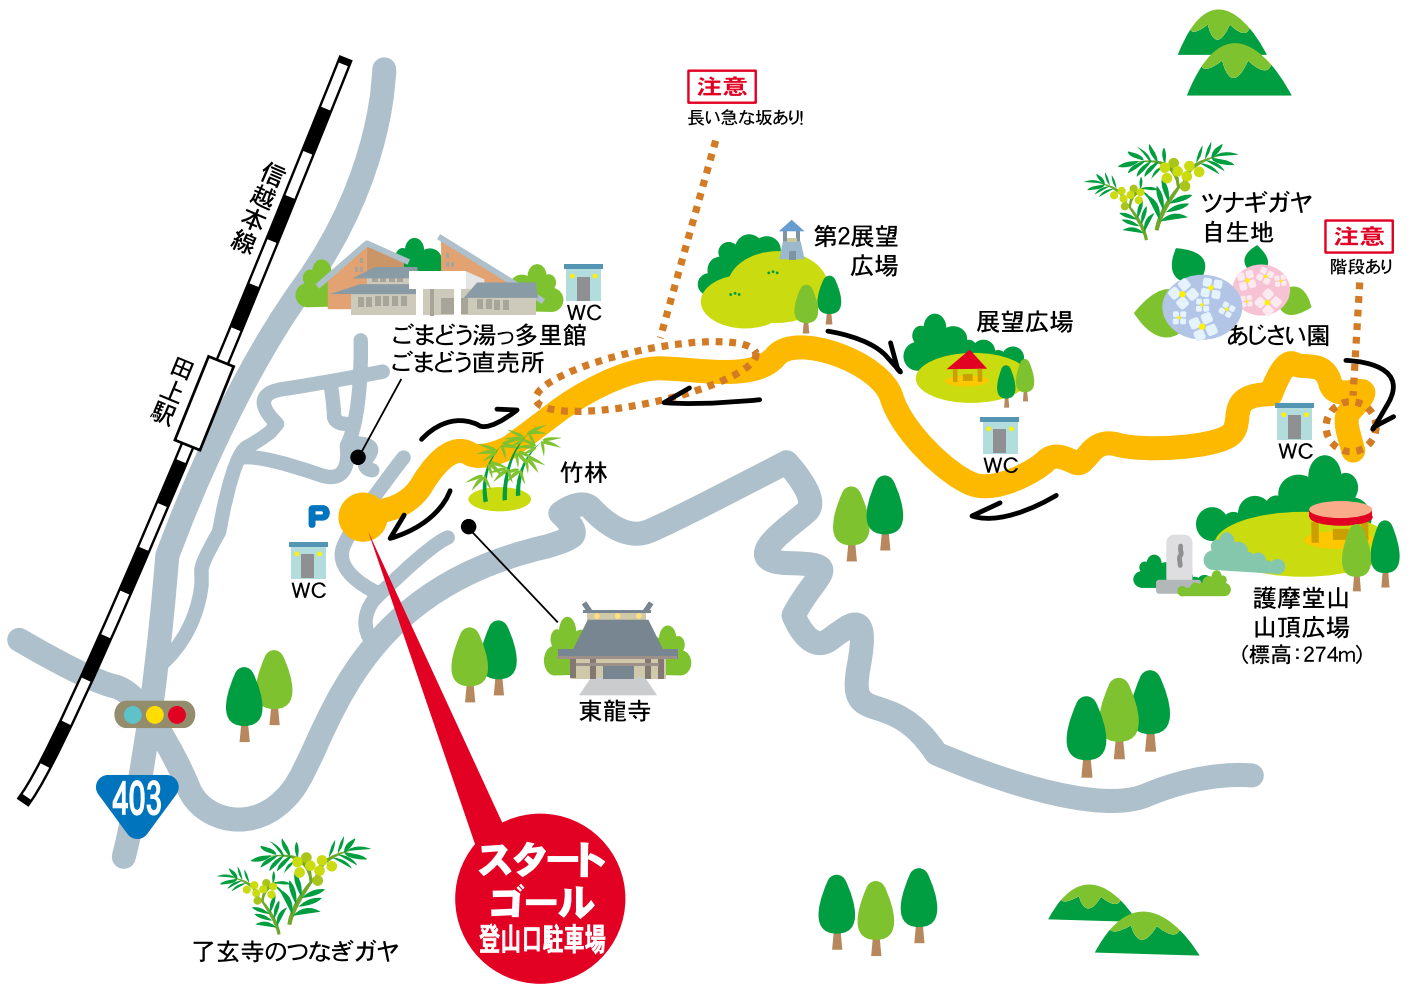 注意
長い急な坂あり!
信越本線
第2展望
広場
ツナギガヤ
自生地
注意
階段あり
WC
ごまどう湯っ多里館
ごまどう直売所
展望広場
あじさい園
田上駅
WC
WC
竹林
P
WC
護摩堂山
山頂広場
(標高：274m)
東龍寺
403
スタート
ゴール
登山口駐車場
了玄寺のつなぎガヤ